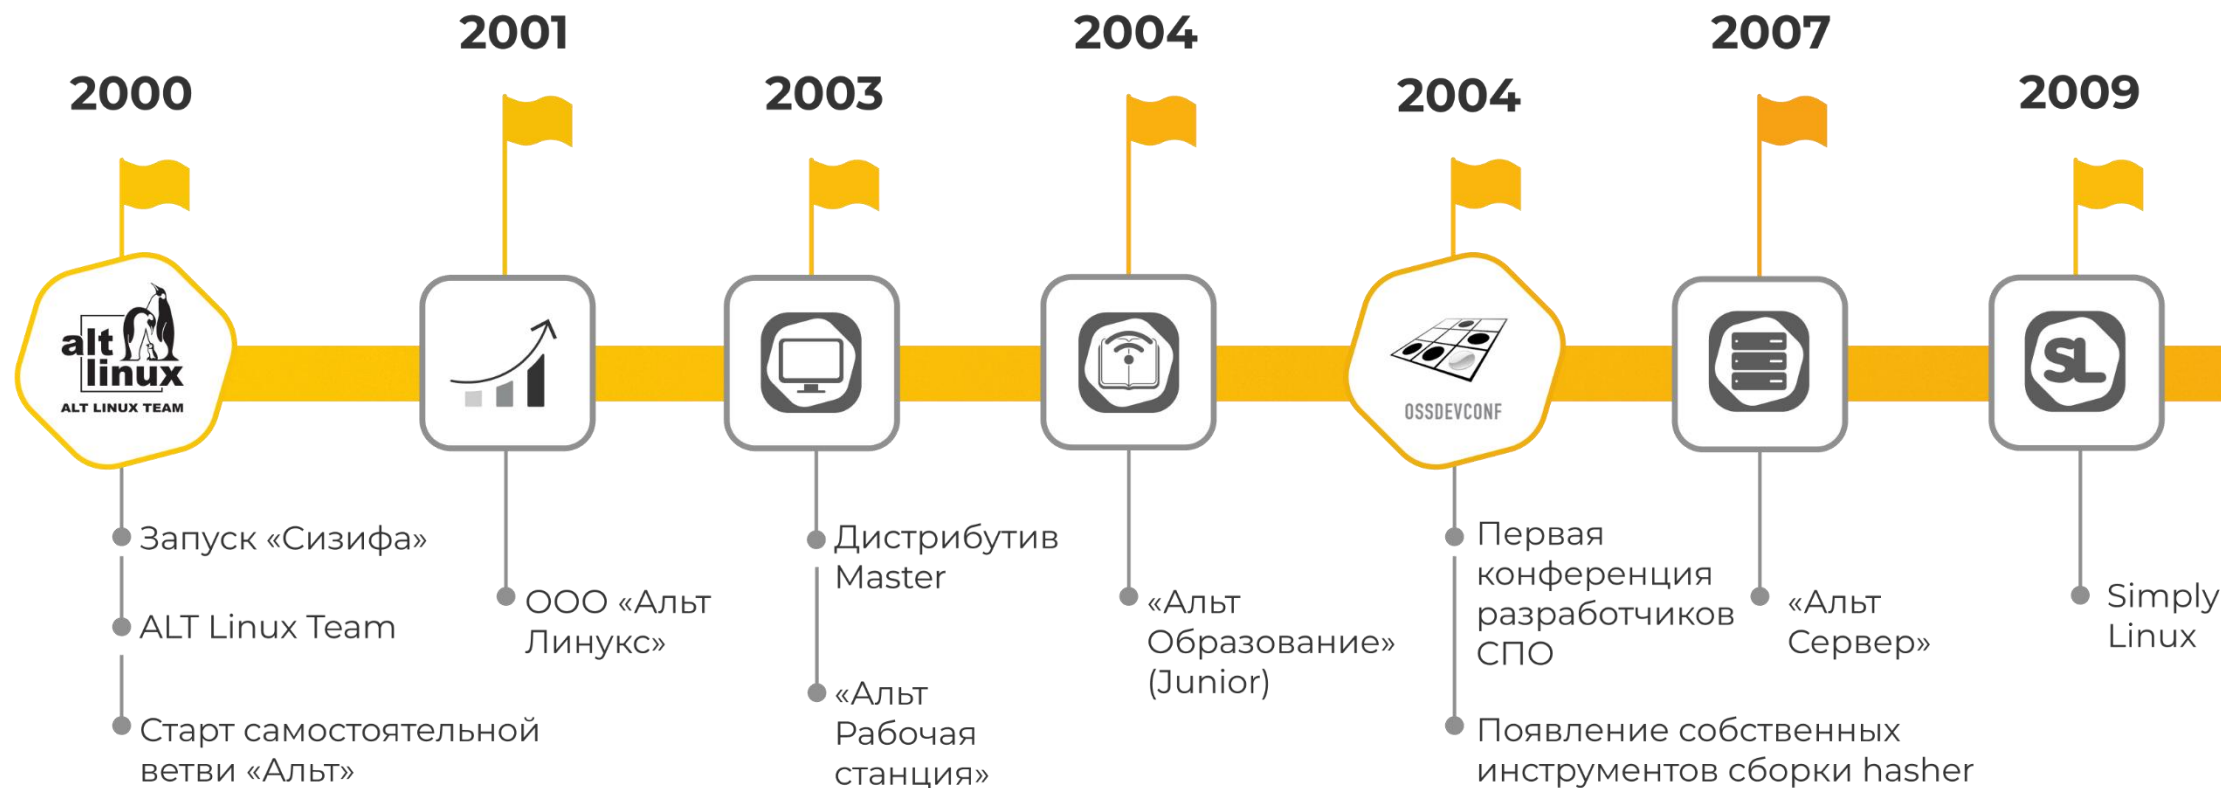 2000
alt
linux
ALT LINUX TEAM
Запуск «Сизифа»
ALT Linux Team
Старт самостоятельной
ветви «Альт»
2001
ООО «Альт
Линукс»
2003
Дистрибутив
Master
«Альт
Рабочая
станция»
2004
«Альт
Образование»
(Junior)
2004
OSSDEVCONF
Первая
конференция
разработчиков
СПО
Появление собственных
инструментов сборки hasher
2007
«Альт
Сервер»
2009
SL
Simply
Linux